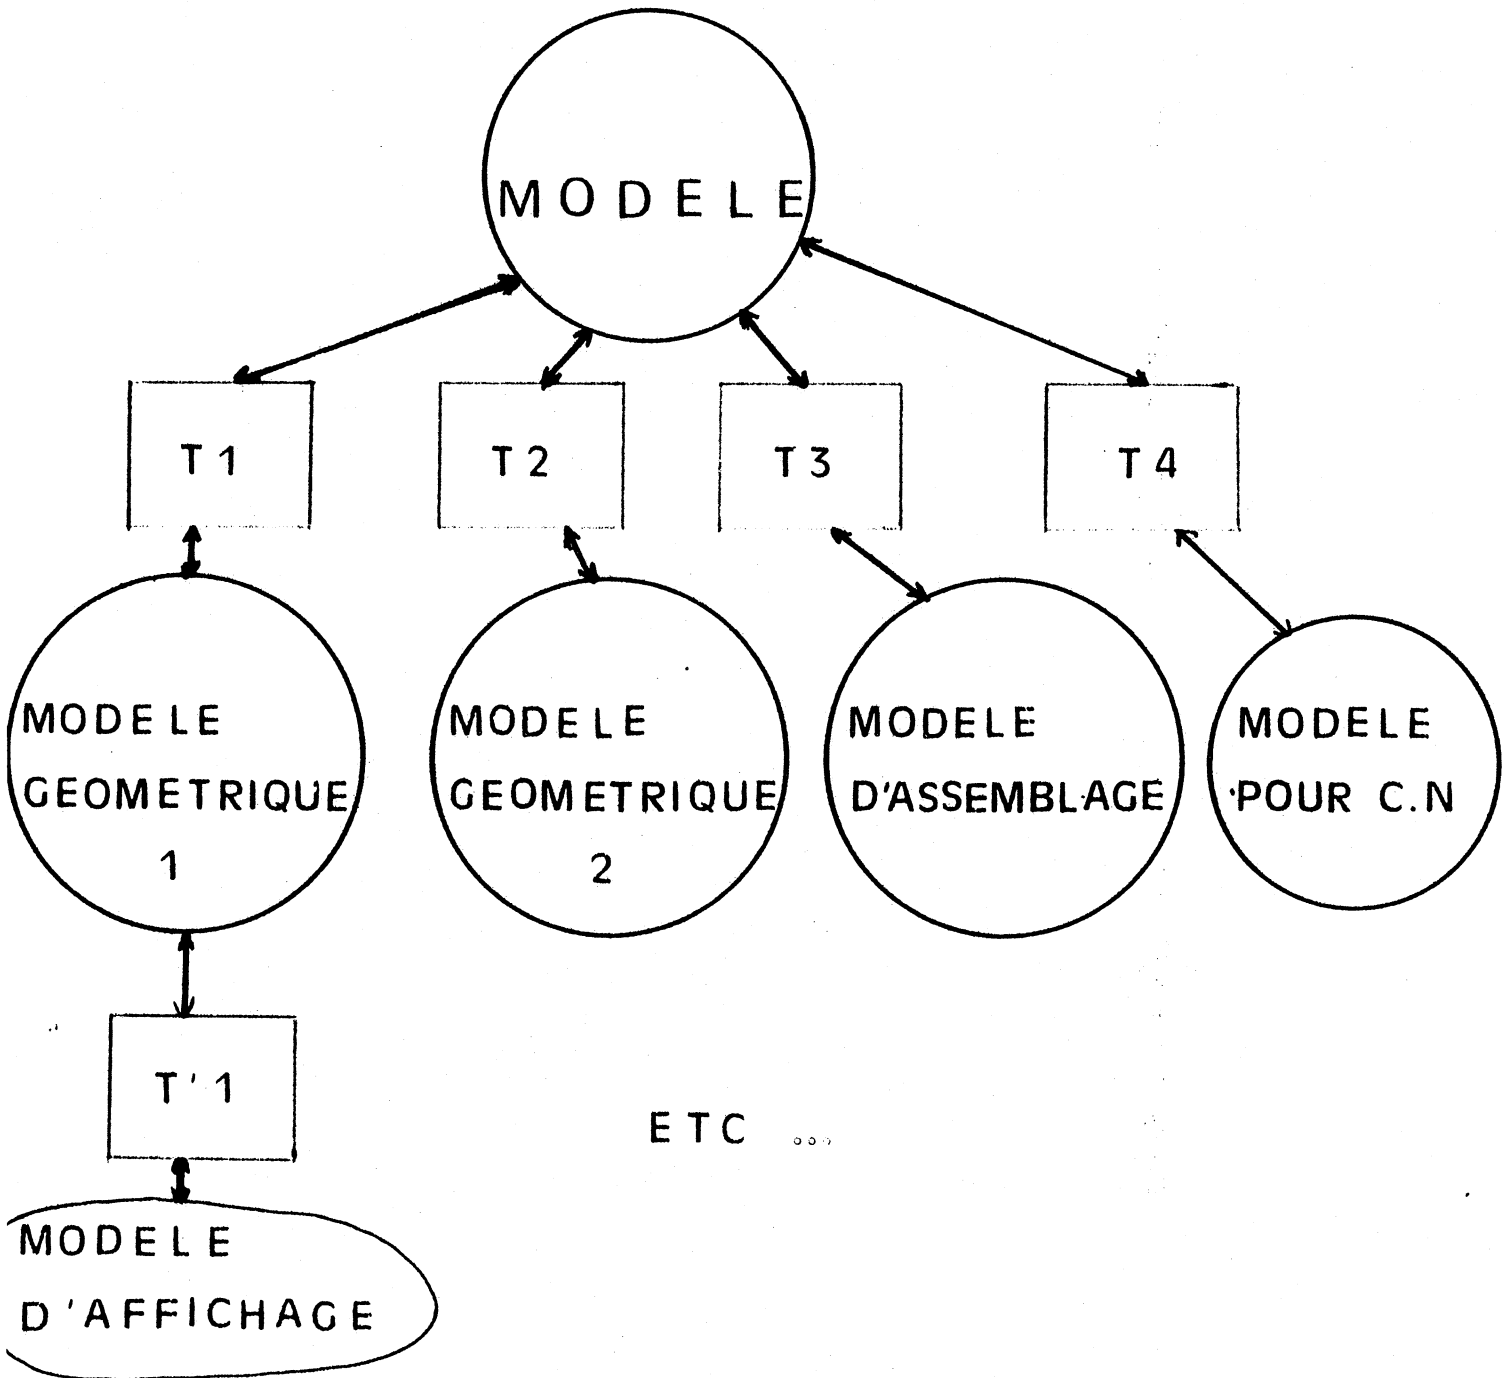 MODELE
T1
T2
T3
T4
MODELE
GEOMETRIQUE
1
MODELE
GEOMETRIQUE
2
MODELE
D'ASSEMBLAGE
MODELE
POUR C.N
T'1
ETC ...
MODELE
D'AFFICHAGE